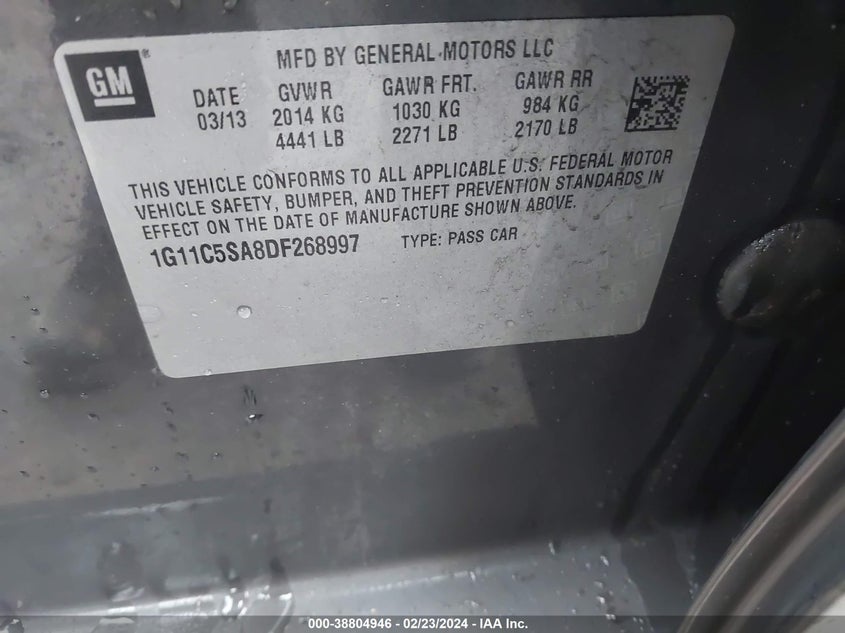 GM®
MFD BY GENERAL MOTORS LLC
DATE GVWR GAWR FRT. GAWR RR
03/13 2014 KG 1030 KG 984 KG
4441 LB 2271 LB 2170 LB
THIS VEHICLE CONFORMS TO ALL APPLICABLE U.S. FEDERAL MOTOR
VEHICLE SAFETY, BUMPER, AND THEFT PREVENTION STANDARDS IN
EFFECT ON THE DATE OF MANUFACTURE SHOWN ABOVE.
1G11C5SA8DF268997 TYPE: PASS CAR
000-38804946 - 02/23/2024 - IAAI Inc.